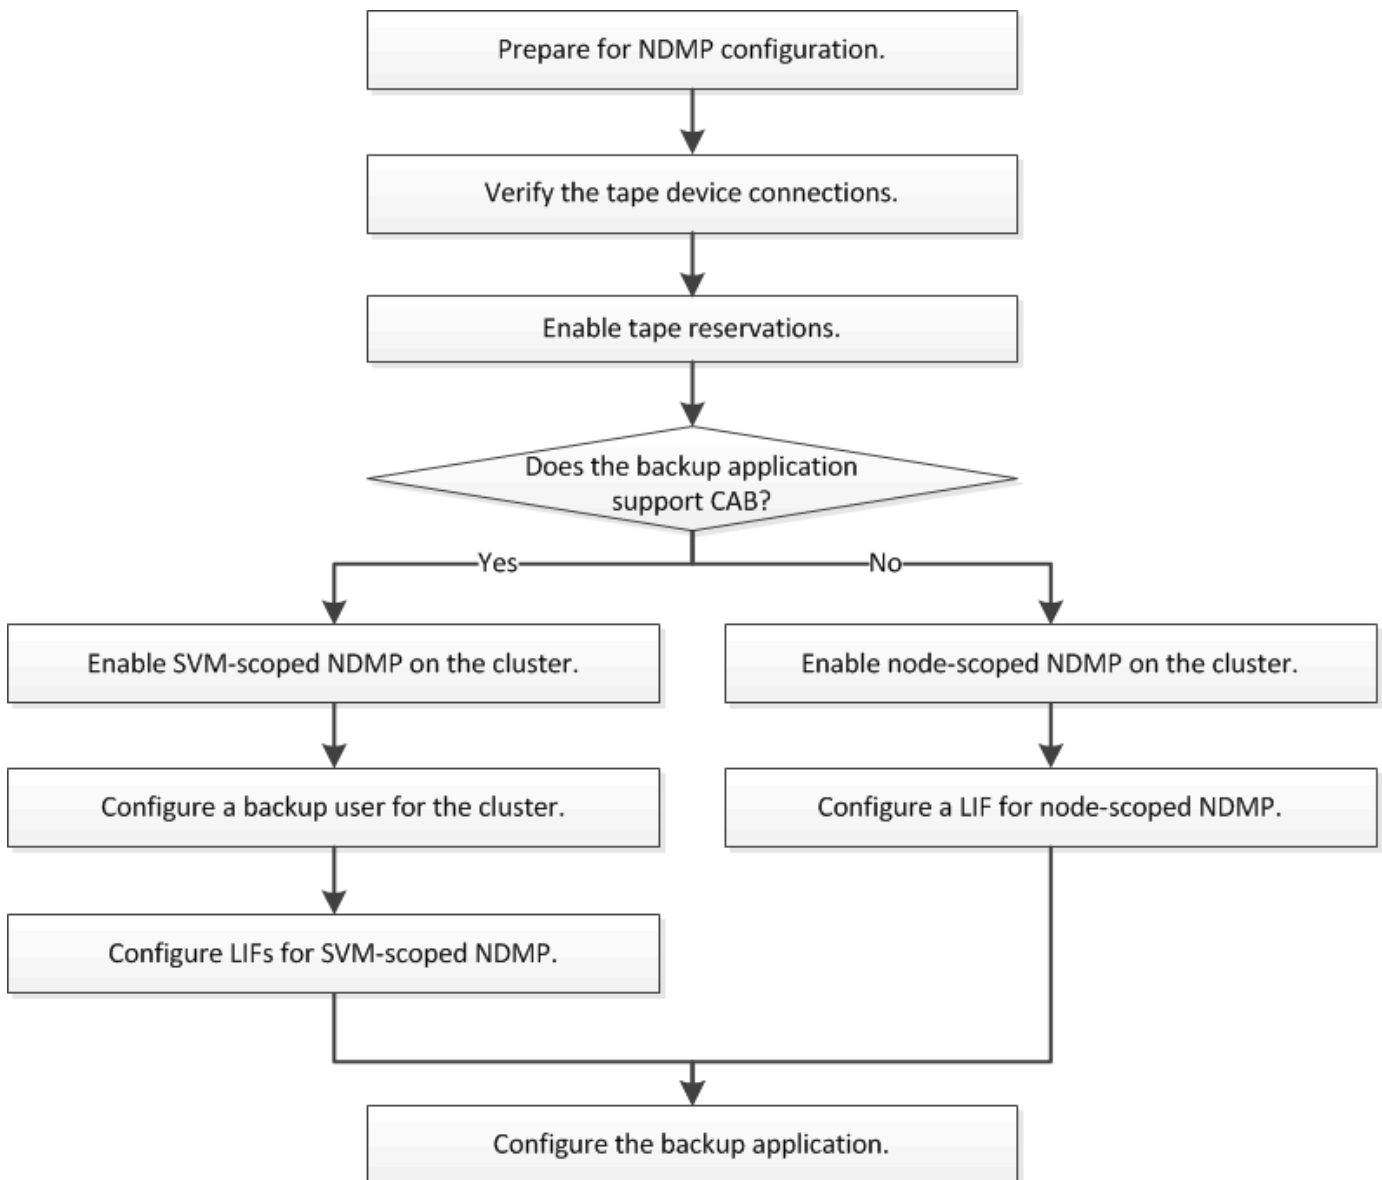 Prepare for NDMP configuration.
Verify the tape device connections.
Enable tape reservations.
Does the backup application
support CAB?
Yes
No
Enable SVM-scoped NDMP on the cluster.
Enable node-scoped NDMP on the cluster.
Configure a backup user for the cluster.
Configure a LIF for node-scoped NDMP.
Configure LIFs for SVM-scoped NDMP.
Configure the backup application.